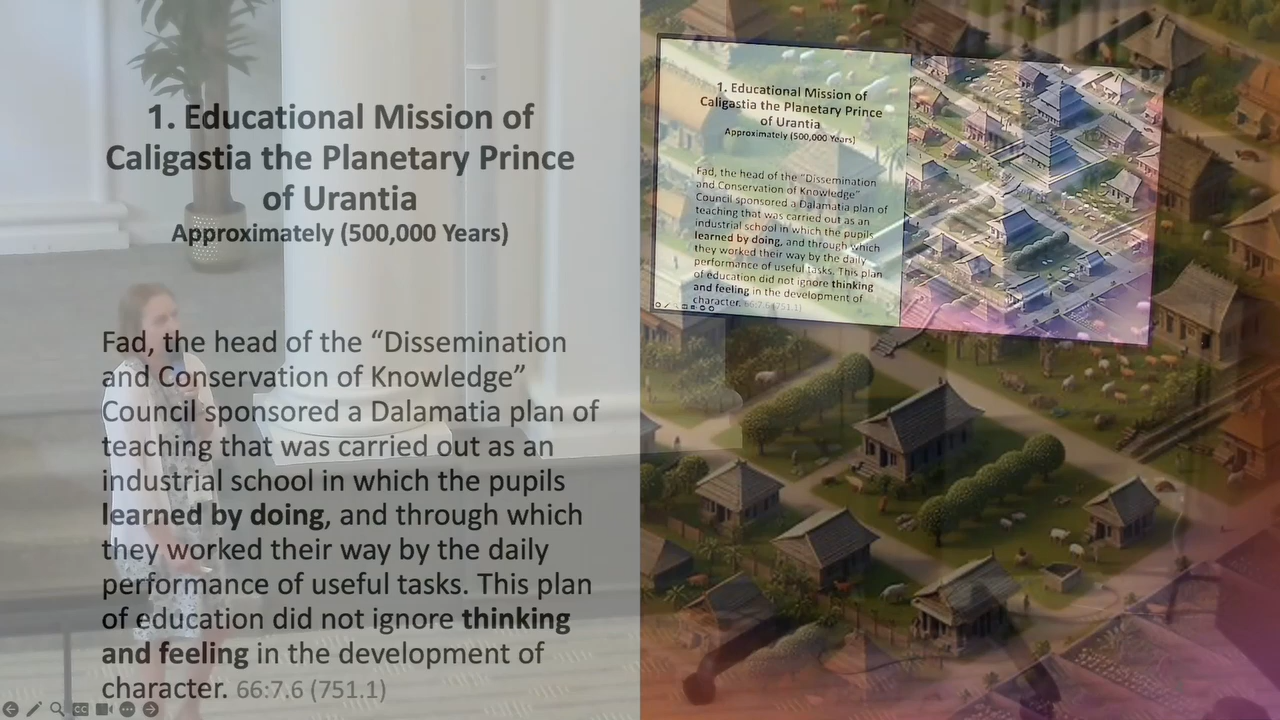 1. Educational Mission of
Caligastia the Planetary Prince
of Urantia
Approximately (500,000 Years)
Fad, the head of the “Dissemination
and Conservation of Knowledge”
Council sponsored a Dalamatia plan of
teaching that was carried out as an
industrial school in which the pupils
learned by doing, and through which
they worked their way by the daily
performance of useful tasks. This plan
of education did not ignore thinking
and feeling in the development of
character. 66:7.6 (751.1)
1. Educational Mission of
Caligastia the Planetary Prince
of Urantia
Approximately (500,000 Years)
Fad, the head of the “Dissemination
and Conservation of Knowledge”
Council sponsored a Dalamatia plan of
teaching that was carried out as an
industrial school in which the pupils
learned by doing, and through which
they worked their way by the daily
performance of useful tasks. This plan
of education did not ignore thinking
and feeling in the development of
character. 66:7.6 (751.1)